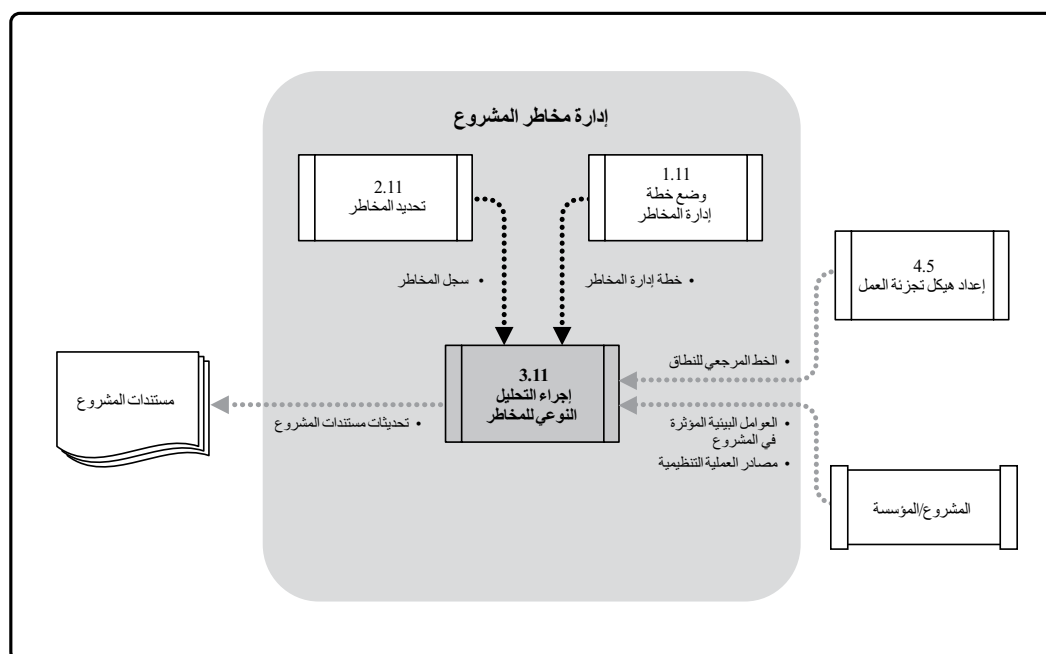 إدارة مخاطر المشروع
1.11
وضع خطة
إدارة المخاطر
2.11
تحديد المخاطر
4.5
إعداد هيكل تجزئة العمل
• خطة إدارة المخاطر
• سجل المخاطر
• الخط المرجعي للنطاق
3.11
إجراء التحليل
النوعي للمخاطر
مستندات المشروع
• العوامل البيئية المؤثرة
في المشروع
• مصادر العملية التنظيمية
• تحديثات مستندات المشروع
المشروع/المؤسسة